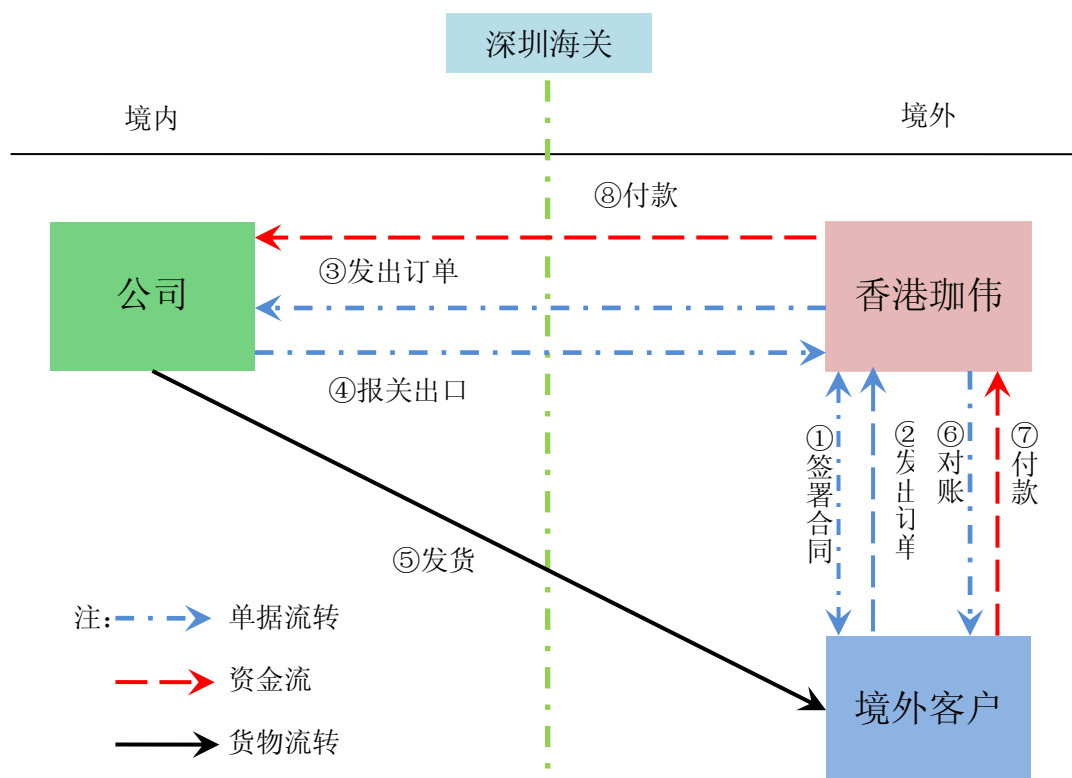 深圳海关
境内
境外
⑧付款
公司
③发出订单
香港珈伟
④报关出口
①签署合同
②发出订单
⑥对账
⑦付款
⑤发货
注：
单据流转
资金流
货物流转
境外客户